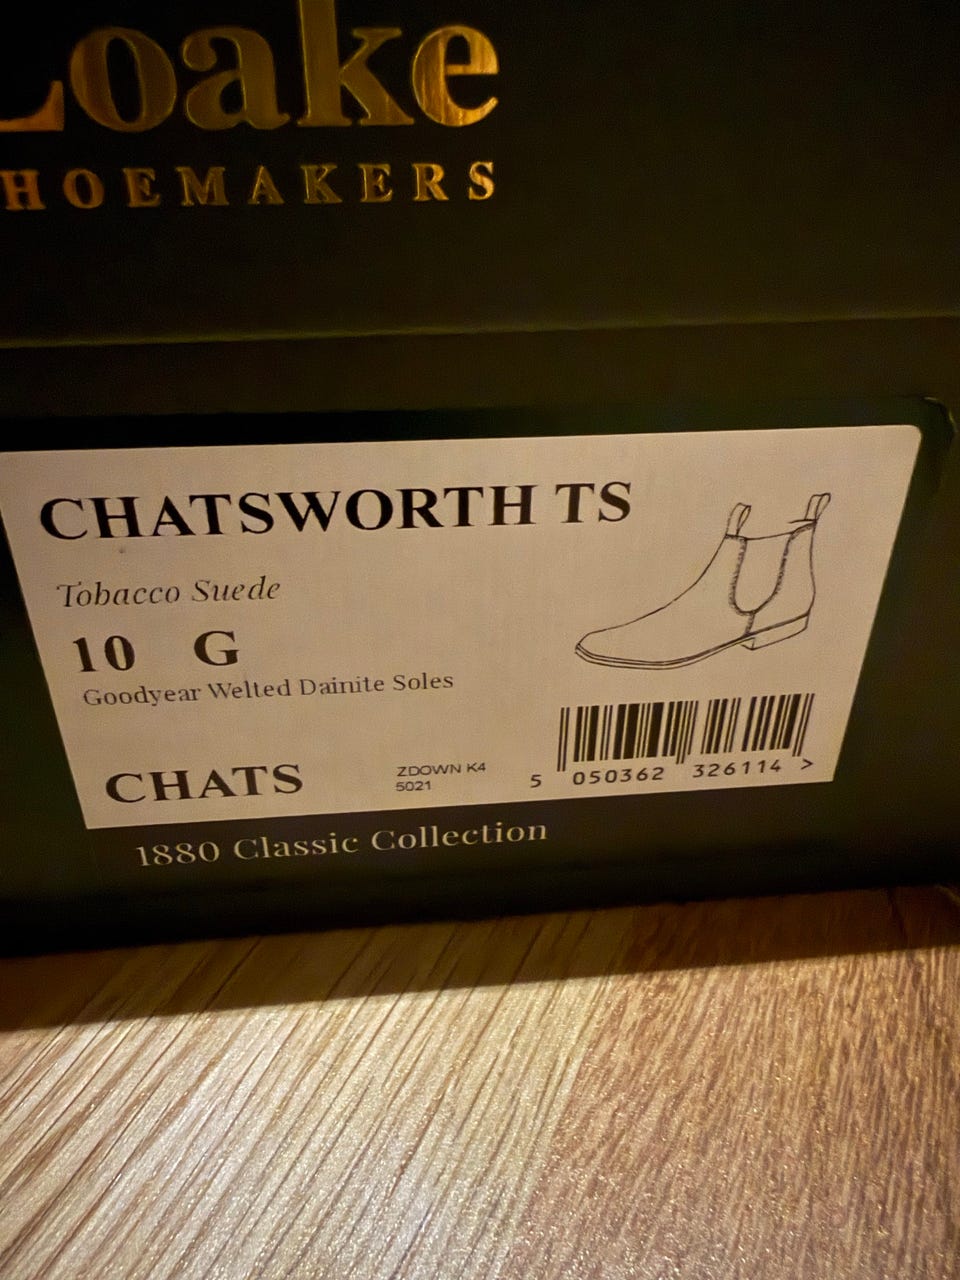 Loake
SHOEMAKERS
CHATSWORTH TS
Tobacco Suede
10 G
Goodyear Welted Dainite Soles
CHATS
ZDOWN K4
5021
5 050362 326114 >
1880 Classic Collection